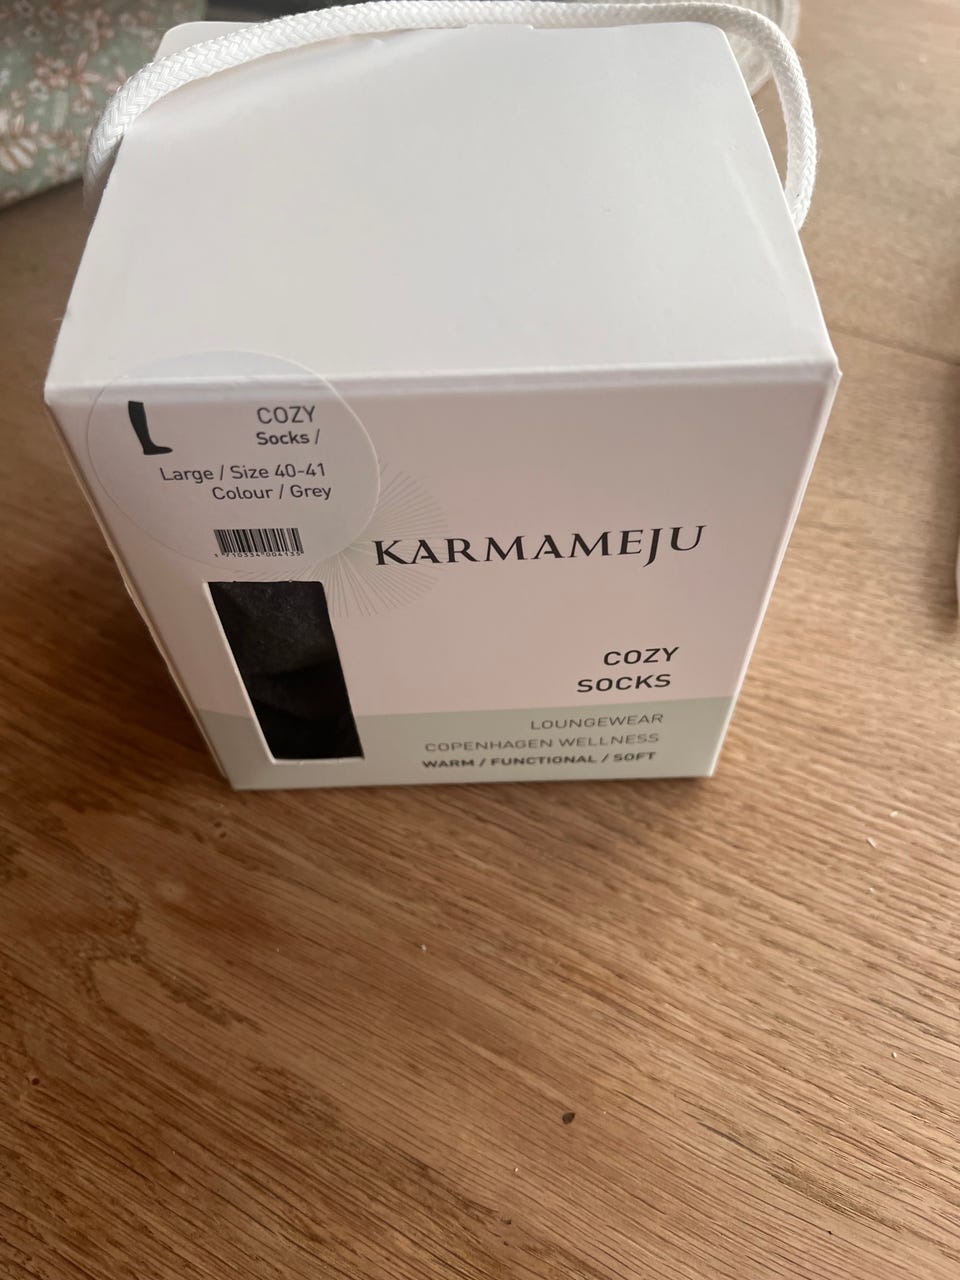 COZY
Socks /
Large / Size 40-41
Colour / Grey
KARMAMEJU
COZY
SOCKS
LOUNGEWEAR
COPENHAGEN WELLNESS
WARM / FUNCTIONAL / SOFT